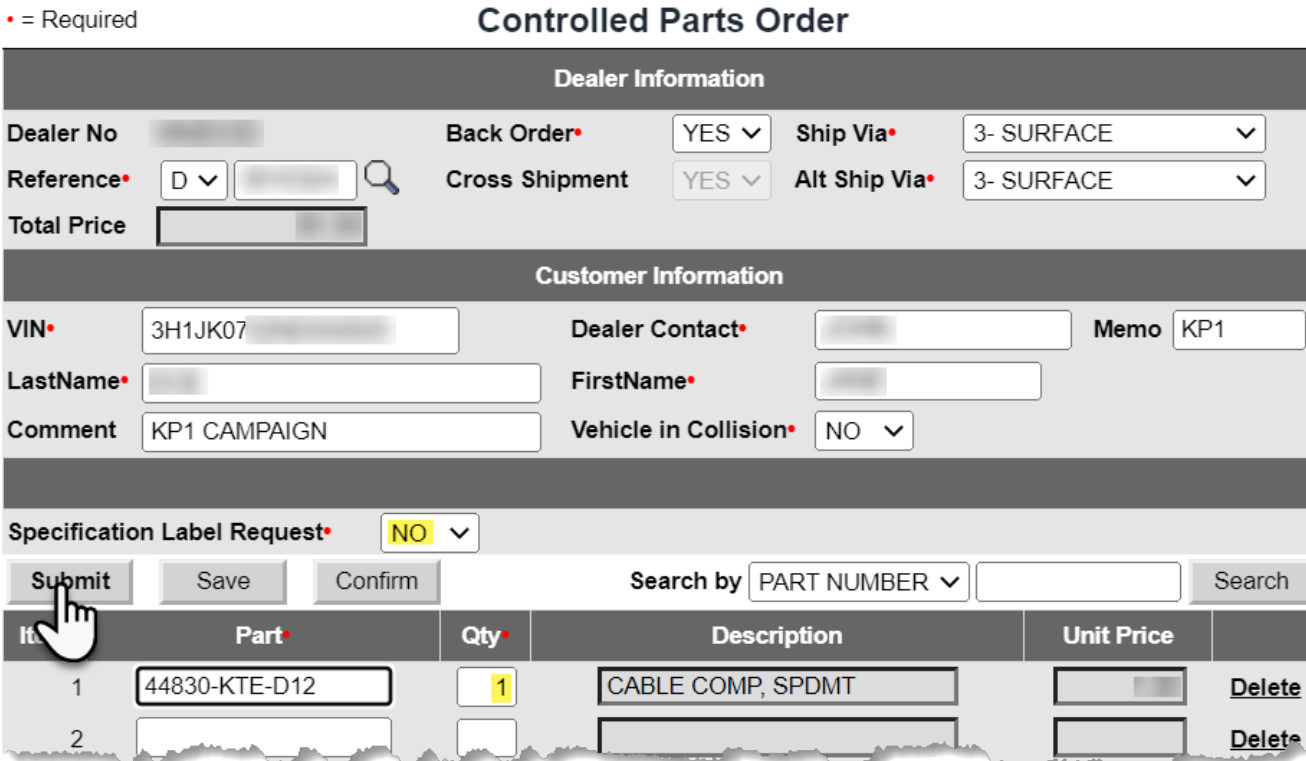 • = Required
Controlled Parts Order
Dealer Information
Dealer No Back Order• YES Ship Via• 3- SURFACE
Reference• D Cross Shipment YES Alt Ship Via• 3- SURFACE
Total Price
Customer Information
VIN• 3H1JK07 Dealer Contact• Memo KP1
LastName• FirstName•
Comment KP1 CAMPAIGN Vehicle in Collision• NO
Specification Label Request• NO
Submit Save Confirm Search by PART NUMBER Search
Part• Qty• Description Unit Price
1 44830-KTE-D12 1 CABLE COMP, SPDMT Delete
2 Delete